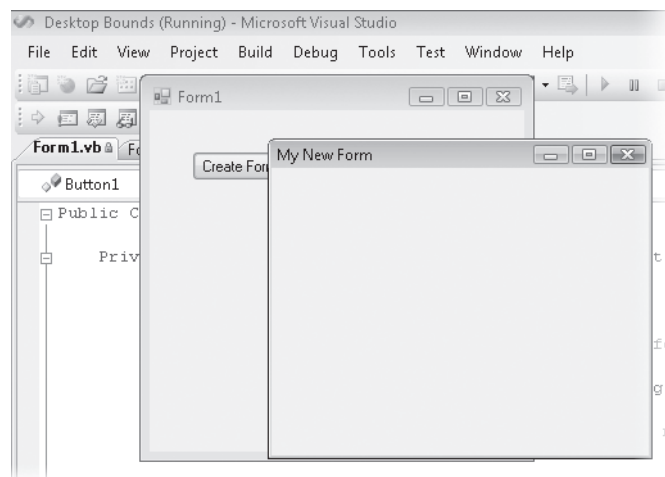 Desktop Bounds (Running) - Microsoft Visual Studio
File Edit View Project Build Debug Tools Test Window Help
Form1
Form1.vb
My New Form
Create For
Button1
Public C
Priv